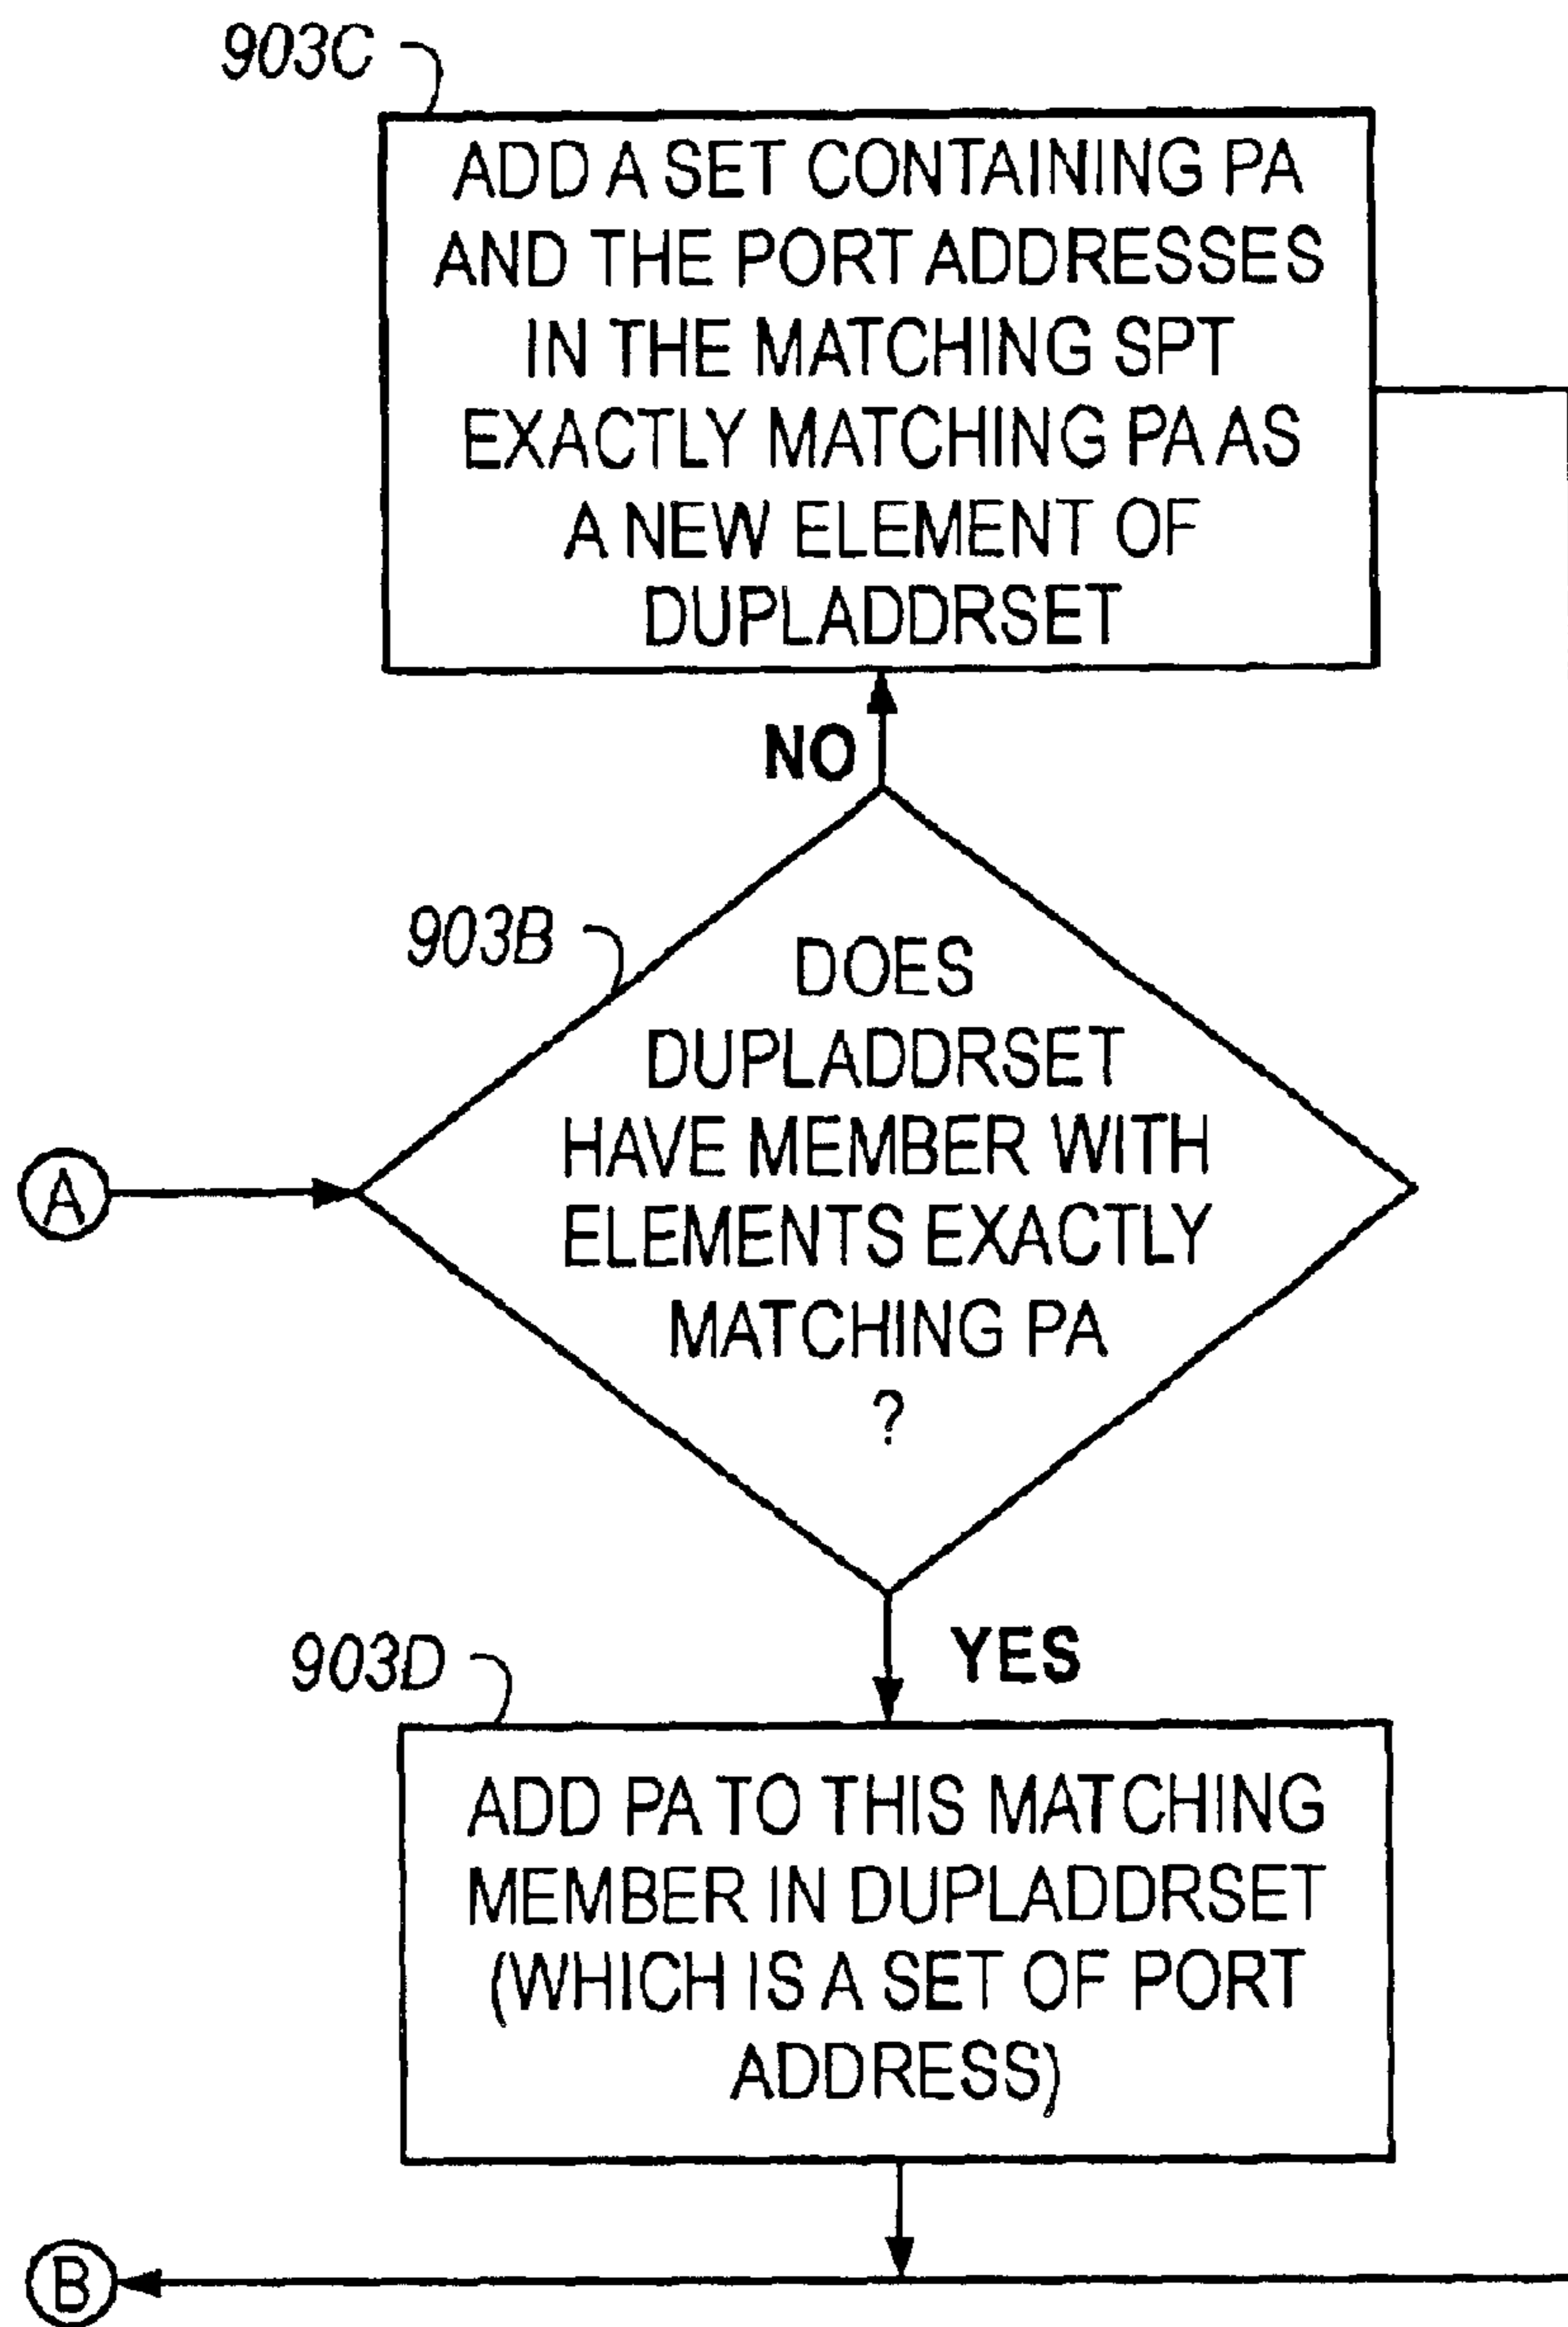 903C
ADD A SET CONTAINING PA
AND THE PORT ADDRESSES
IN THE MATCHING SPT
EXACTLY MATCHING PA AS
A NEW ELEMENT OF
DUPLADDRSET
NO
903B
DOES
DUPLADDRSET
HAVE MEMBER WITH
ELEMENTS EXACTLY
MATCHING PA
?
A
YES
903D
ADD PA TO THIS MATCHING
MEMBER IN DUPLADDRSET
(WHICH IS A SET OF PORT
ADDRESS)
B